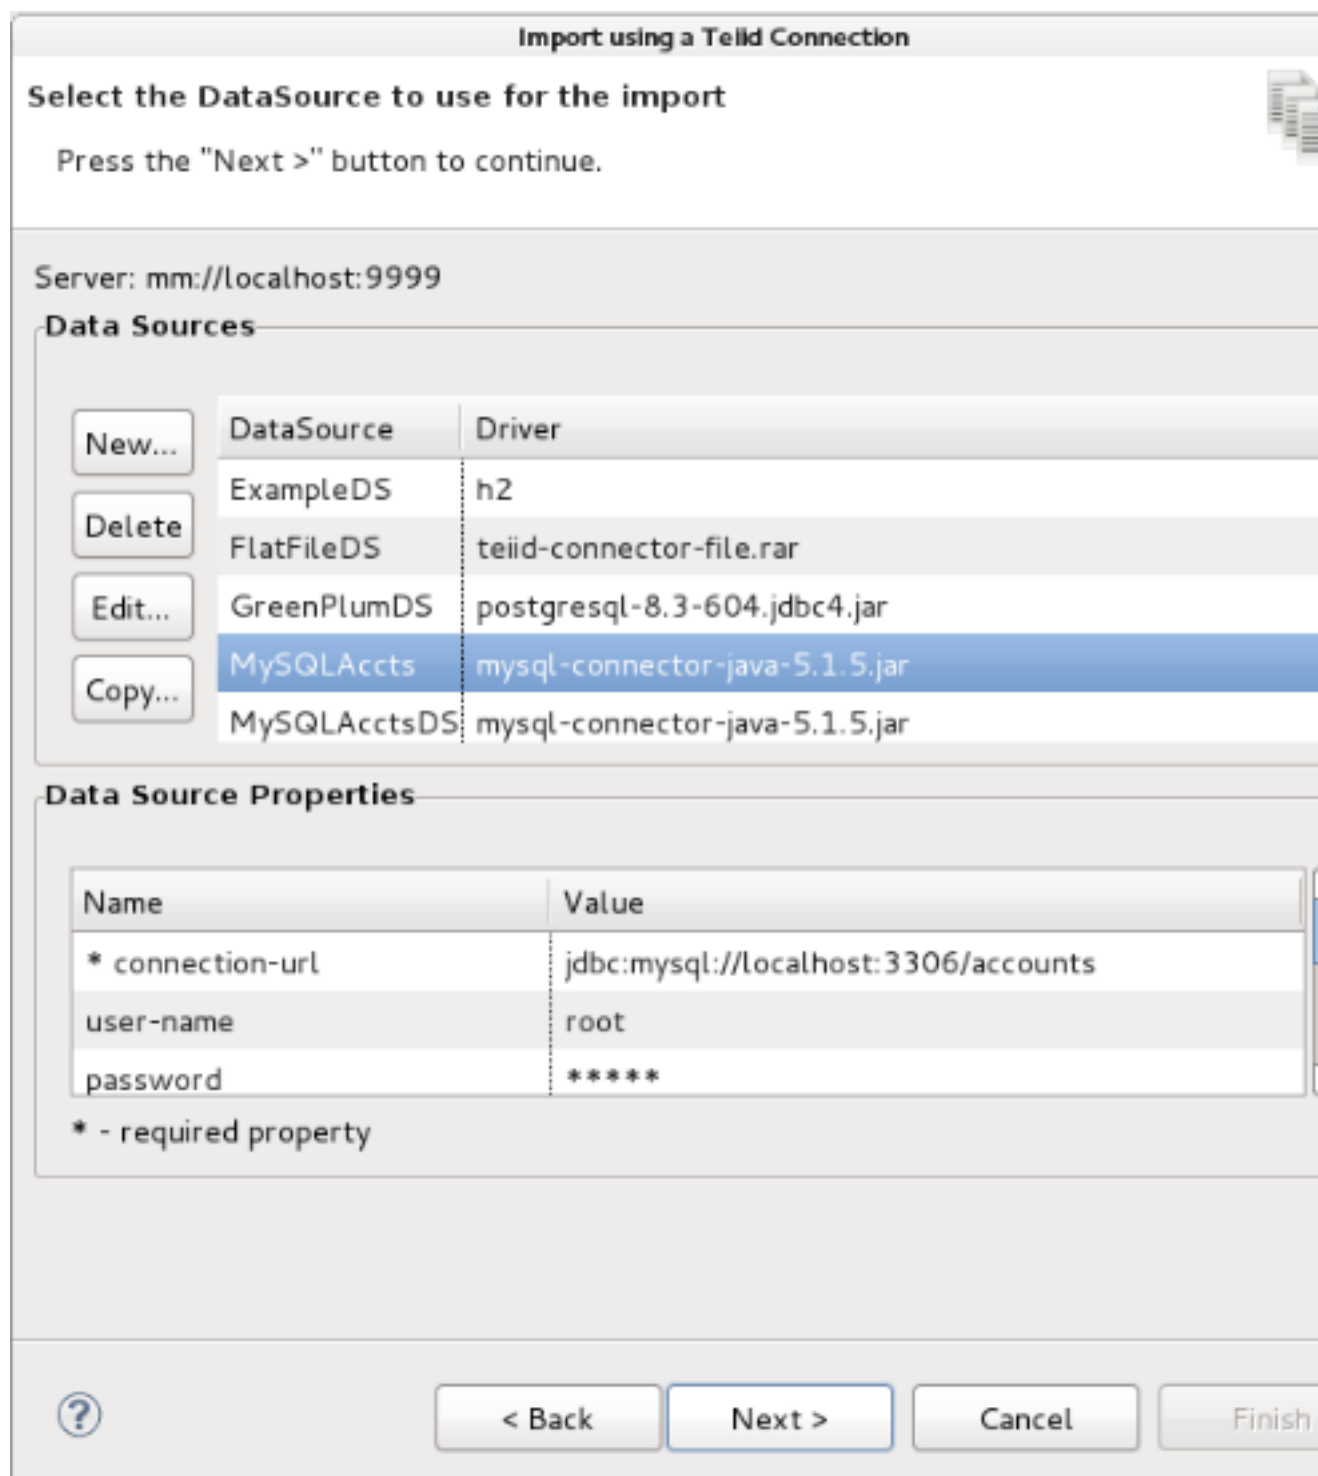 Import using a Teiid Connection
Select the DataSource to use for the import
Press the "Next >" button to continue.
Server: mm://localhost:9999
Data Sources
New...
Delete
Edit...
Copy...
DataSource Driver
ExampleDS h2
FlatFileDS teiid-connector-file.rar
GreenPlumDS postgresql-8.3-604.jdbc4.jar
MySQLAccts mysql-connector-java-5.1.5.jar
MySQLAcctsDS mysql-connector-java-5.1.5.jar
Data Source Properties
Name Value
* connection-url jdbc:mysql://localhost:3306/accounts
user-name root
password *****
* - required property
? < Back Next > Cancel Finish